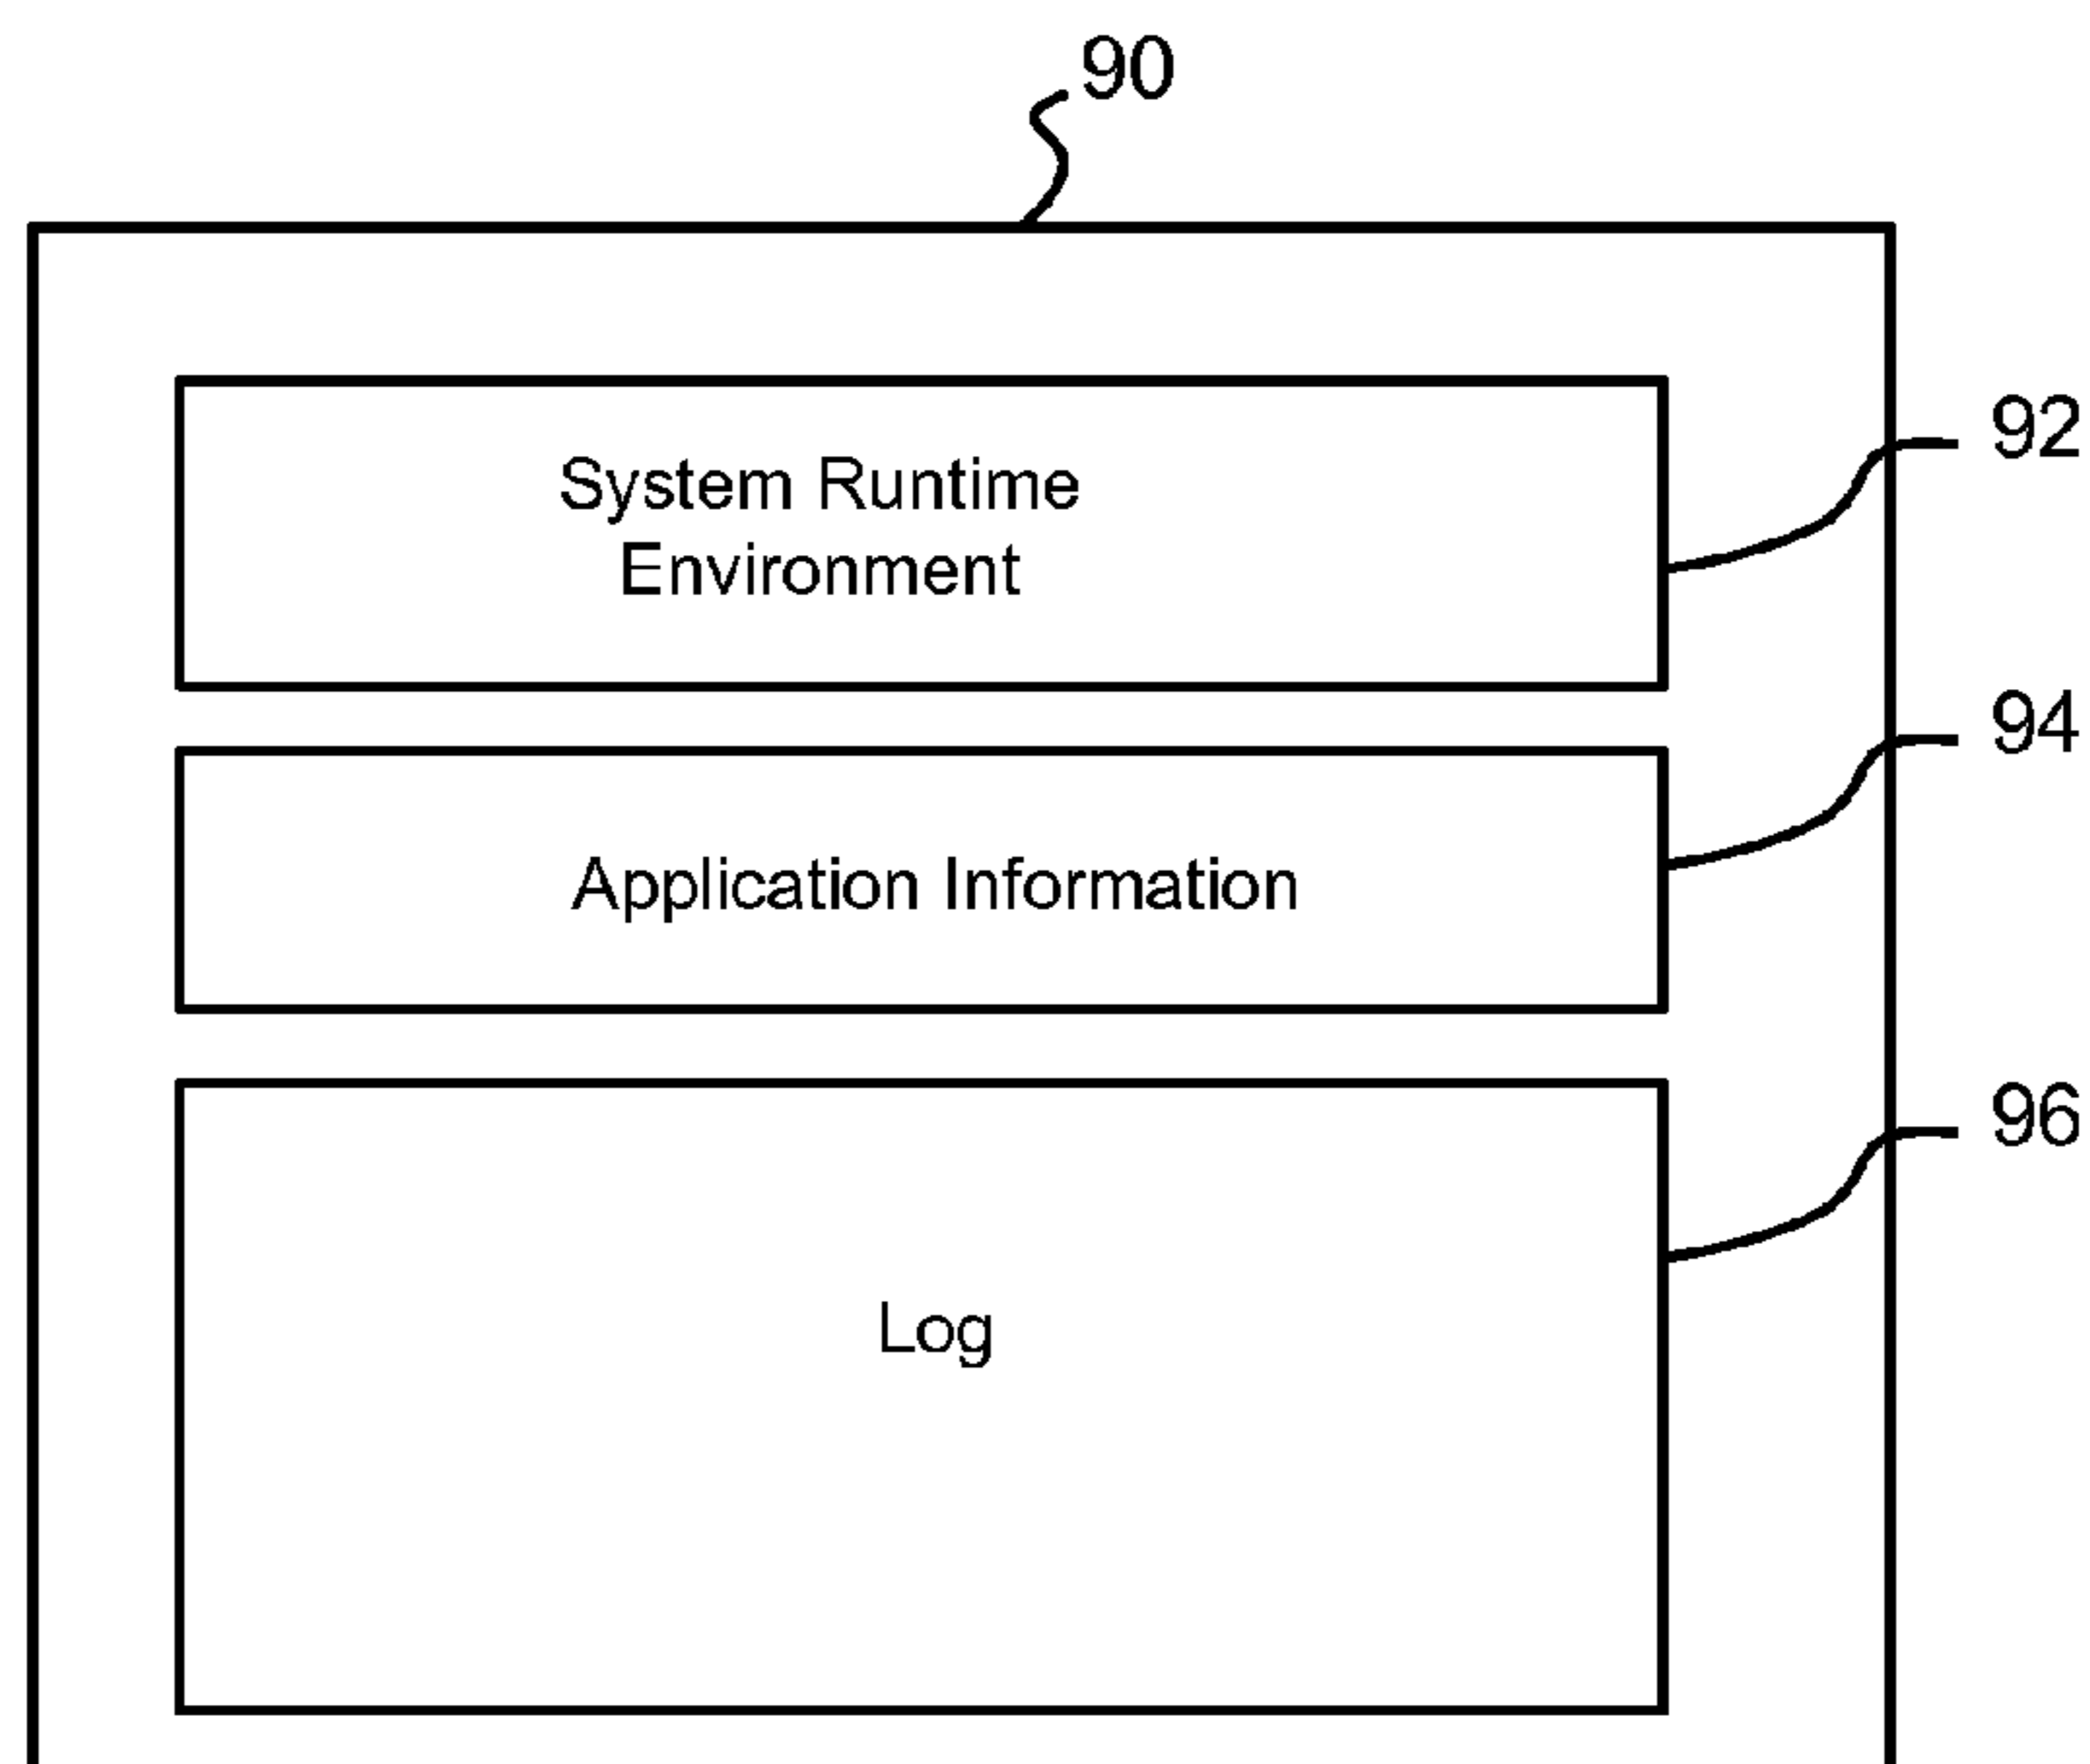 90
System Runtime
Environment
92
Application Information
94
Log
96